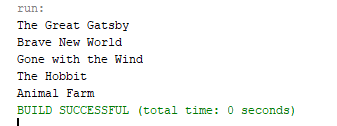 run:
The Great Gatsby
Brave New World
Gone with the Wind
The Hobbit
Animal Farm
BUILD SUCCESSFUL (total time: 0 seconds)